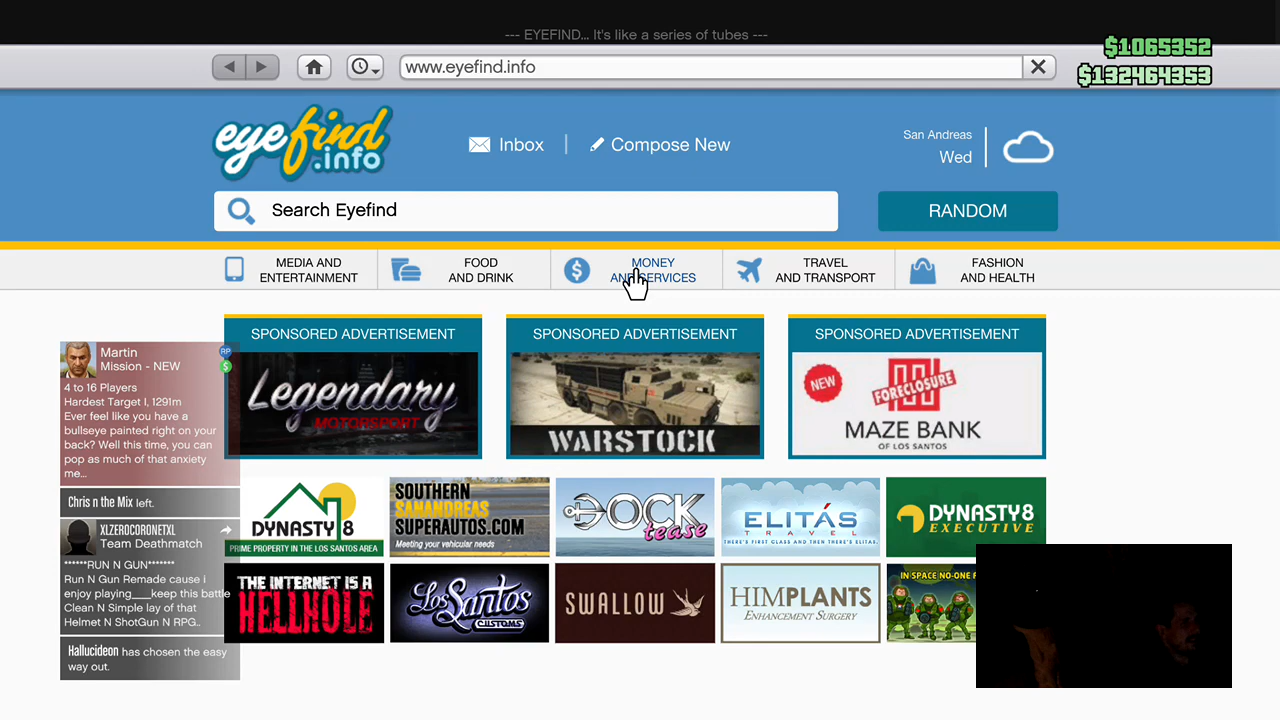 --- EYEFIND... It's like a series of tubes ---
$1065352
$132464353
www.eyefind.info
eyefind
.info
Inbox
Compose New
San Andreas
Wed
Search Eyefind
RANDOM
MEDIA AND
ENTERTAINMENT
FOOD
AND DRINK
MONEY
AND SERVICES
TRAVEL
AND TRANSPORT
FASHION
AND HEALTH
SPONSORED ADVERTISEMENT
Legendary
MOTORSPORT
SPONSORED ADVERTISEMENT
WARSTOCK
SPONSORED ADVERTISEMENT
NEW
FORECLOSURE
MAZE BANK
OF LOS SANTOS
Martin
Mission - NEW
RP
$
4 to 16 Players
Hardest Target I, 1291m
Ever feel like you have a
bullseye painted right on your
back? Well this time, you can
pop as much of that anxiety
me...
Chris n the Mix left.
XLZEROCORONETXL
Team Deathmatch
******RUN N GUN*******
Run N Gun Remade cause i
enjoy playing___keep this battle
Clean N Simple lay of that
Helmet N ShotGun N RPG..
Hallucideon has chosen the easy
way out.
DYNASTY 8
PRIME PROPERTY IN THE LOS SANTOS AREA
SOUTHERN
SANANDREAS
SUPERAUTOS.COM
Meeting your vehicular needs
DOCK
tease
ELITÁS
TRAVEL
THERE'S FIRST CLASS AND THEN THERE'S ELITAS.
DYNASTY 8
EXECUTIVE
THE INTERNET IS A
HELLHOLE
Los Santos
CUSTOMS
SWALLOW
HIMPLANTS
ENHANCEMENT SURGERY
IN SPACE NO-ONE